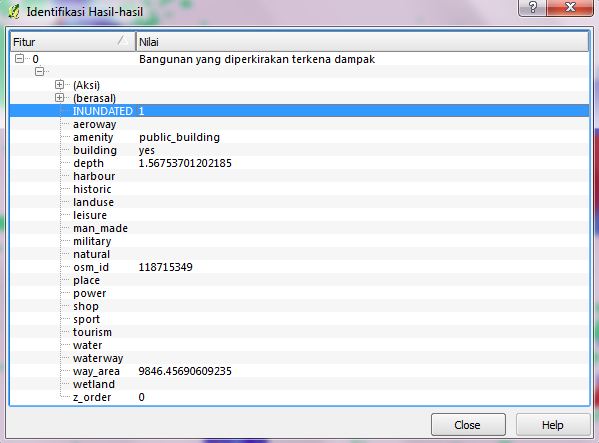 Identifikasi Hasil-hasil
Fitur Nilai
0 Bangunan yang diperkirakan terkena dampak
(Aksi)
(berasal)
INUNDATED 1
aeroway
amenity public_building
building yes
depth 1.56753701202185
harbour
historic
landuse
leisure
man_made
military
natural
osm_id 118715349
place
power
shop
sport
tourism
water
waterway
way_area 9846.45690609235
wetland
z_order 0
Close Help